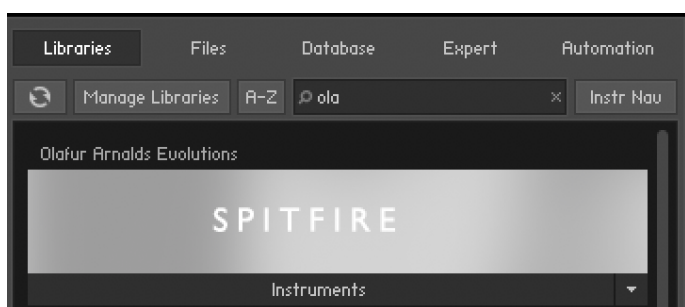 Libraries Files Database Expert Automation
Manage Libraries A-Z ola × Instr Nav
Olafur Arnalds Evolutions
SPITFIRE
Instruments